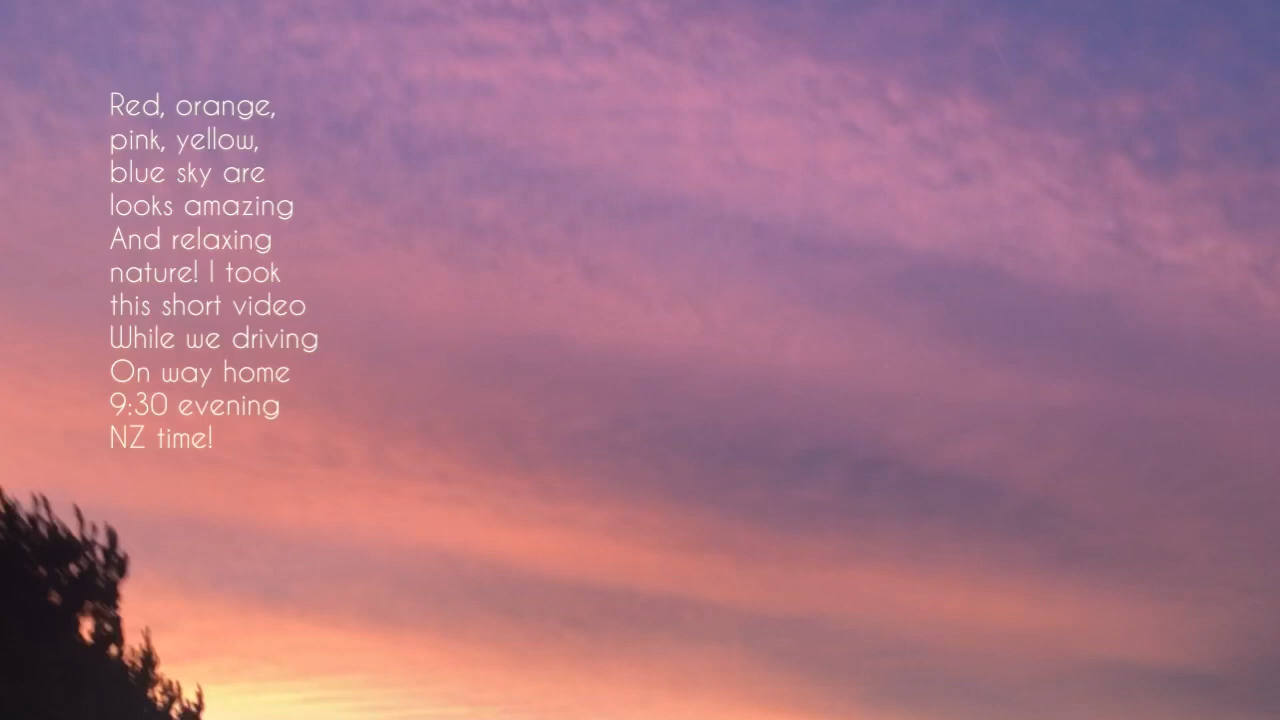 Red, orange,
pink, yellow,
blue sky are
looks amazing
And relaxing
nature! I took
this short video
While we driving
On way home
9:30 evening
NZ time!